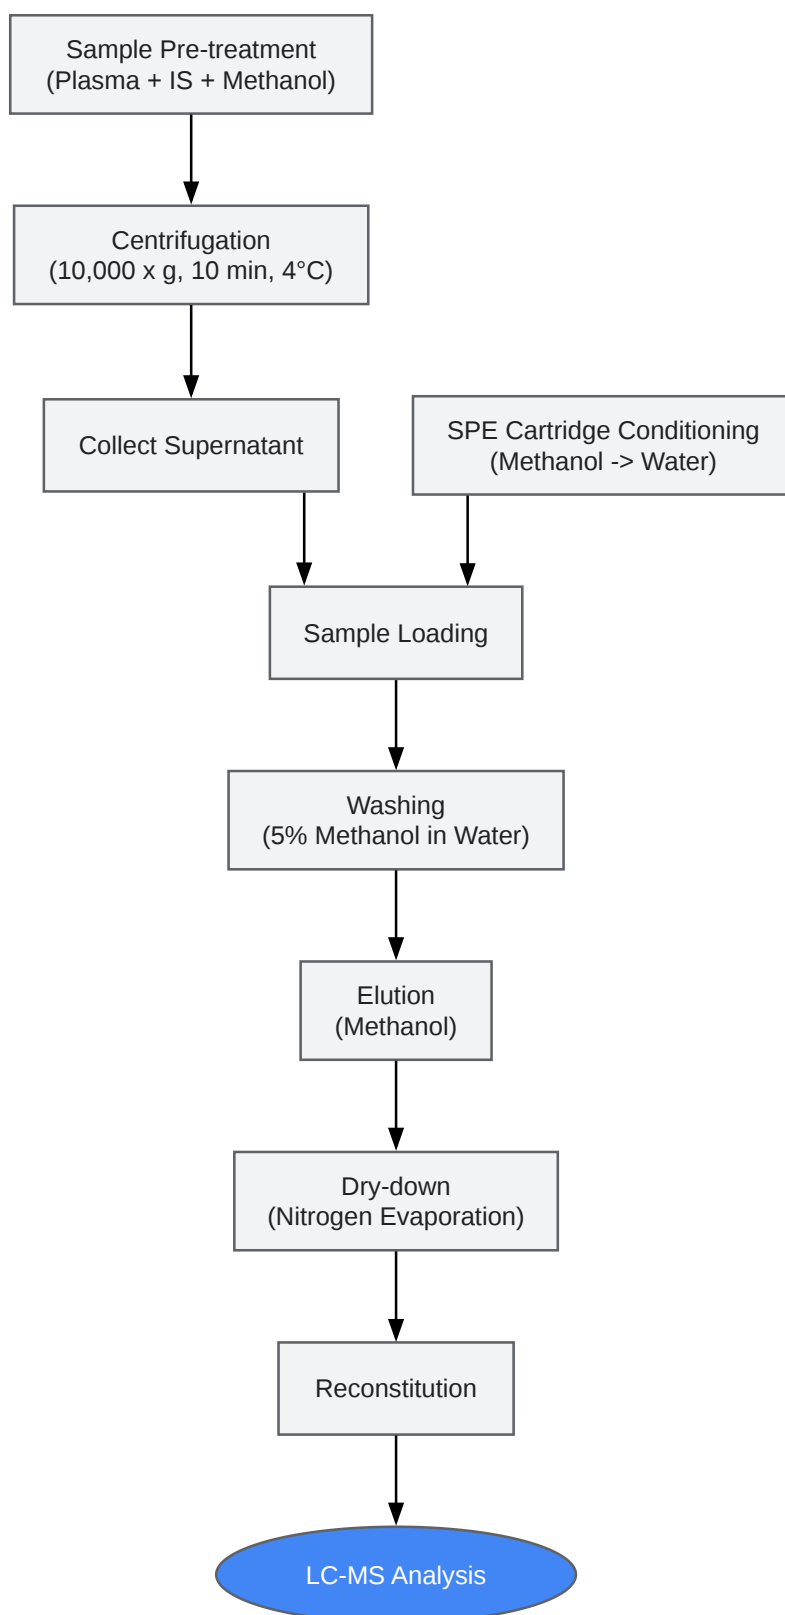 Sample Pre-treatment
(Plasma + IS + Methanol)
Centrifugation
(10,000 x g, 10 min, 4°C)
Collect Supernatant
SPE Cartridge Conditioning
(Methanol -> Water)
Sample Loading
Washing
(5% Methanol in Water)
Elution
(Methanol)
Dry-down
(Nitrogen Evaporation)
Reconstitution
LC-MS Analysis